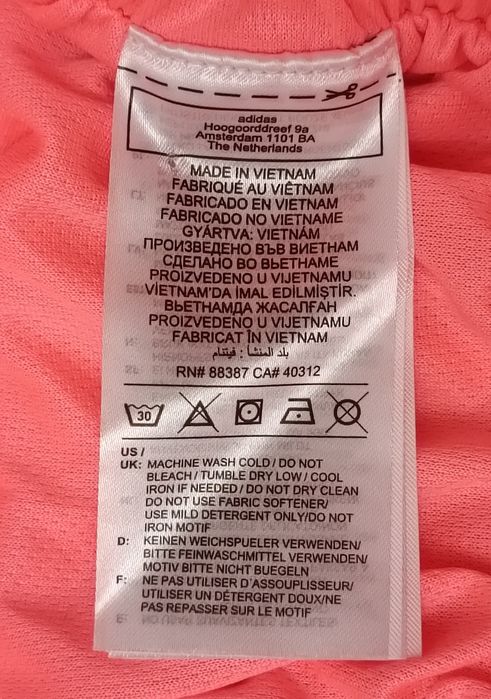 adidas
Hoogoorddreef 9a
Amsterdam 1101 BA
The Netherlands
MADE IN VIETNAM
FABRIQUÉ AU VIÊTNAM
FABRICADO EN VIETNAM
FABRICADO NO VIETNAME
GYÁRTVA: VIETNÁM
ПРОИЗВЕДЕНО ВЪВ ВИЕТНАМ
СДЕЛАНО ВО ВЬЕТНАМЕ
PROIZVEDENO U VIJETNAMU
VİETNAM'DA IMAL EDİLMİŞTİR.
ВЬЕТНАМДА ЖАСАЛҒАН
PROIZVEDENO U VIJETNAMU
FABRICAT ÎN VIETNAM
بلد المنشأ : فيتنام
RN# 88387 CA# 40312
30
US /
UK: MACHINE WASH COLD / DO NOT
BLEACH / TUMBLE DRY LOW / COOL
IRON IF NEEDED / DO NOT DRY CLEAN
DO NOT USE FABRIC SOFTENER/
USE MILD DETERGENT ONLY/DO NOT
IRON MOTIF
D: KEINEN WEICHSPUELER VERWENDEN/
BITTE FEINWASCHMITTEL VERWENDEN/
MOTIV BITTE NICHT BUEGELN
F: NE PAS UTILISER D'ASSOUPLISSEUR/
UTILISER UN DETERGENT DOUX/NE
PAS REPASSER SUR LE MOTIF